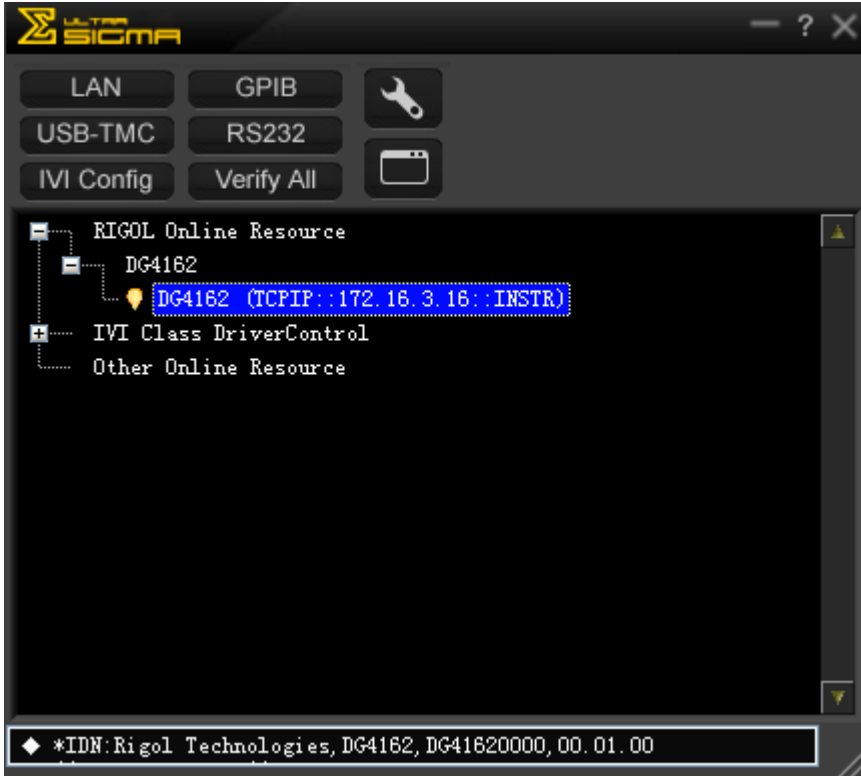 ULTRA
SIGMA
?
LAN
GPIB
USB-TMC
RS232
IVI Config
Verify All
RIGOL Online Resource
DG4162
DG4162 (TCPIP::172.16.3.16::INSTR)
IVI Class DriverControl
Other Online Resource
*IDN:Rigol Technologies,DG4162,DG41620000,00.01.00